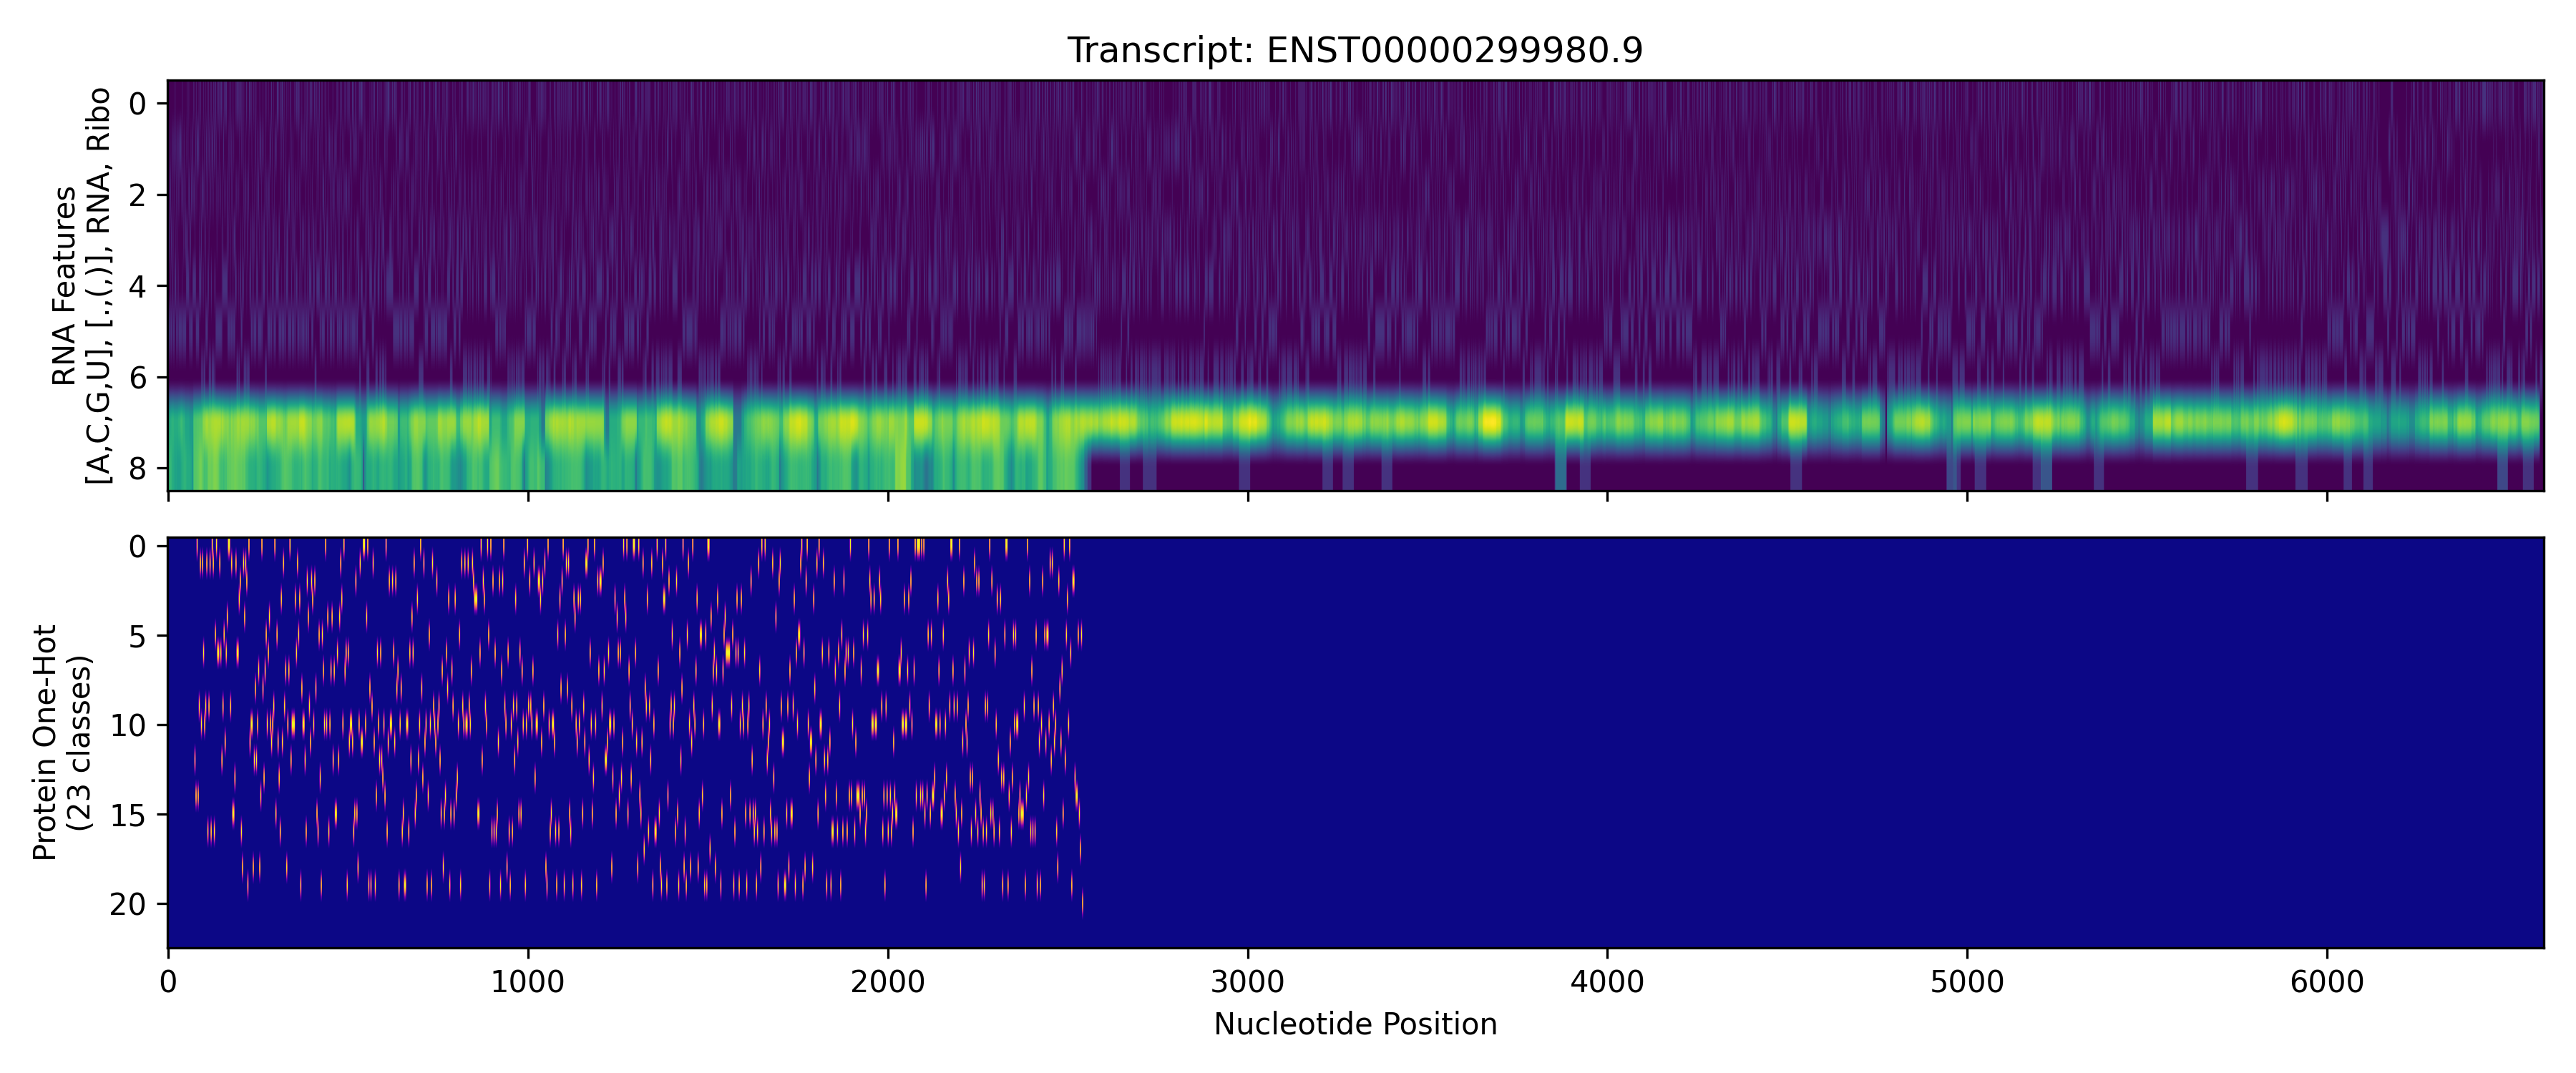 Transcript: ENST00000299980.9
RNA Features
[A,C,G,U], [.,(,)], RNA, Ribo
0
2
4
6
8
Protein One-Hot
(23 classes)
0
5
10
15
20
0 1000 2000 3000 4000 5000 6000
Nucleotide Position